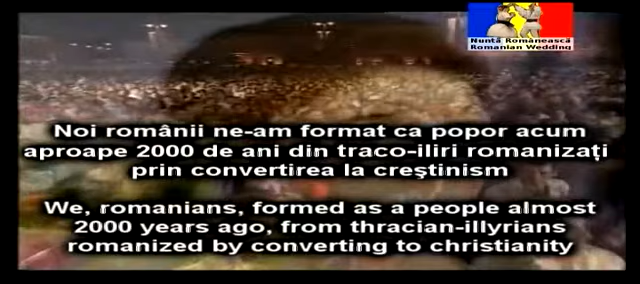 Nuntă Românească
Romanian Wedding
Noi românii ne-am format ca popor acum
aproape 2000 de ani din traco-iliri romanizaţi
prin convertirea la creştinism
We, romanians, formed as a people almost
2000 years ago, from thracian-illyrians
romanized by converting to christianity